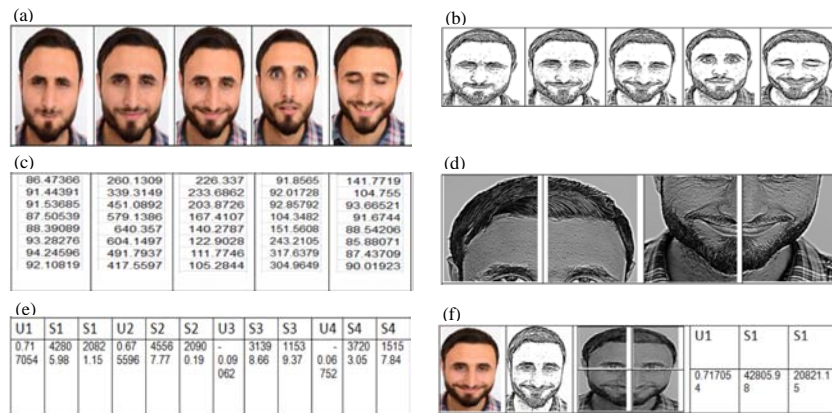 (a)
(b)
(c)
86.47366 260.1309 226.337 91.8565 141.7719
91.44391 339.3149 233.6862 92.01728 104.755
91.53685 451.0892 203.8726 92.85792 93.66521
87.50539 579.1386 167.4107 104.3482 91.6744
88.39089 640.357 140.2787 151.5608 88.54206
93.28276 604.1497 122.9028 243.2105 85.88071
94.24596 491.7937 111.7746 317.6379 87.43709
92.10819 417.5597 105.2844 304.9649 90.01923
(d)
(e)
U1 S1 S1 U2 S2 S2 U3 S3 S3 U4 S4 S4
0.71 4280 2082 0.67 4556 2090 - 3139 1153 - 3720 1515
7054 5.98 1.15 5596 7.77 0.19 0.09 8.66 9.37 0.06 3.05 7.84
062 752
(f)
U1 S1 S1
0.71705 42805.9 20821.1
4 8 5